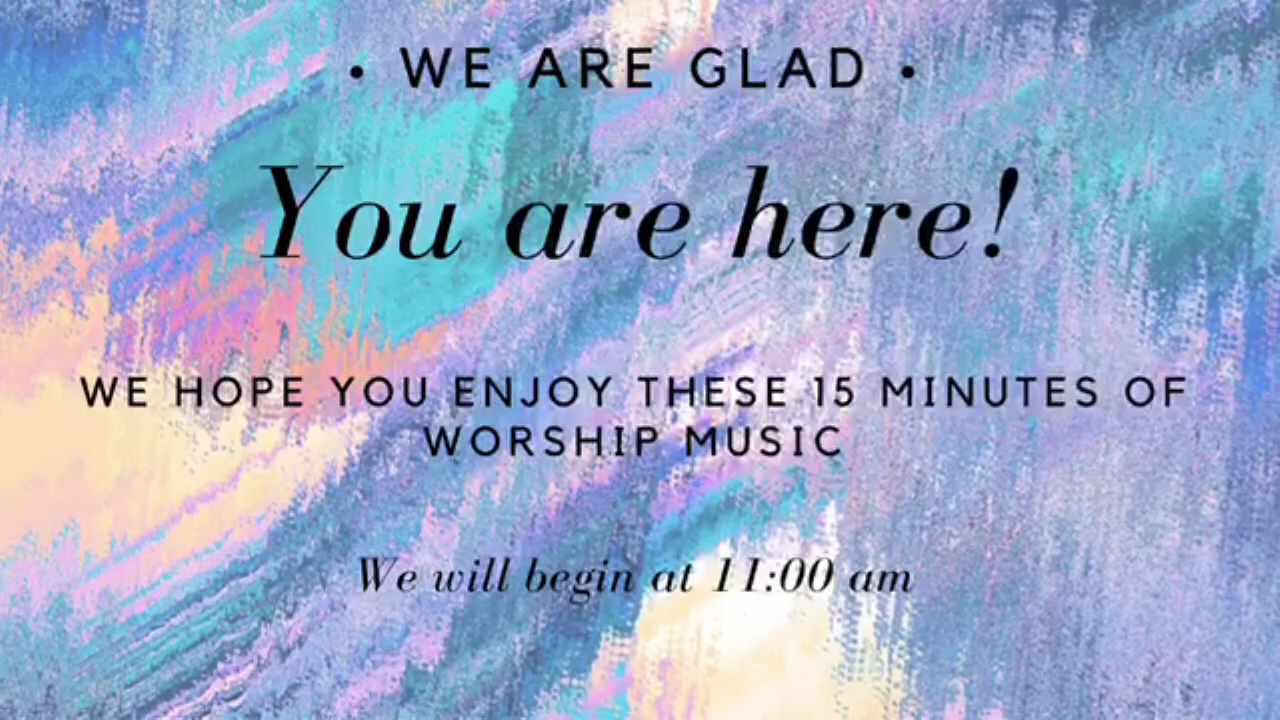 • WE ARE GLAD •
You are here!
WE HOPE YOU ENJOY THESE 15 MINUTES OF
WORSHIP MUSIC
We will begin at 11:00 am